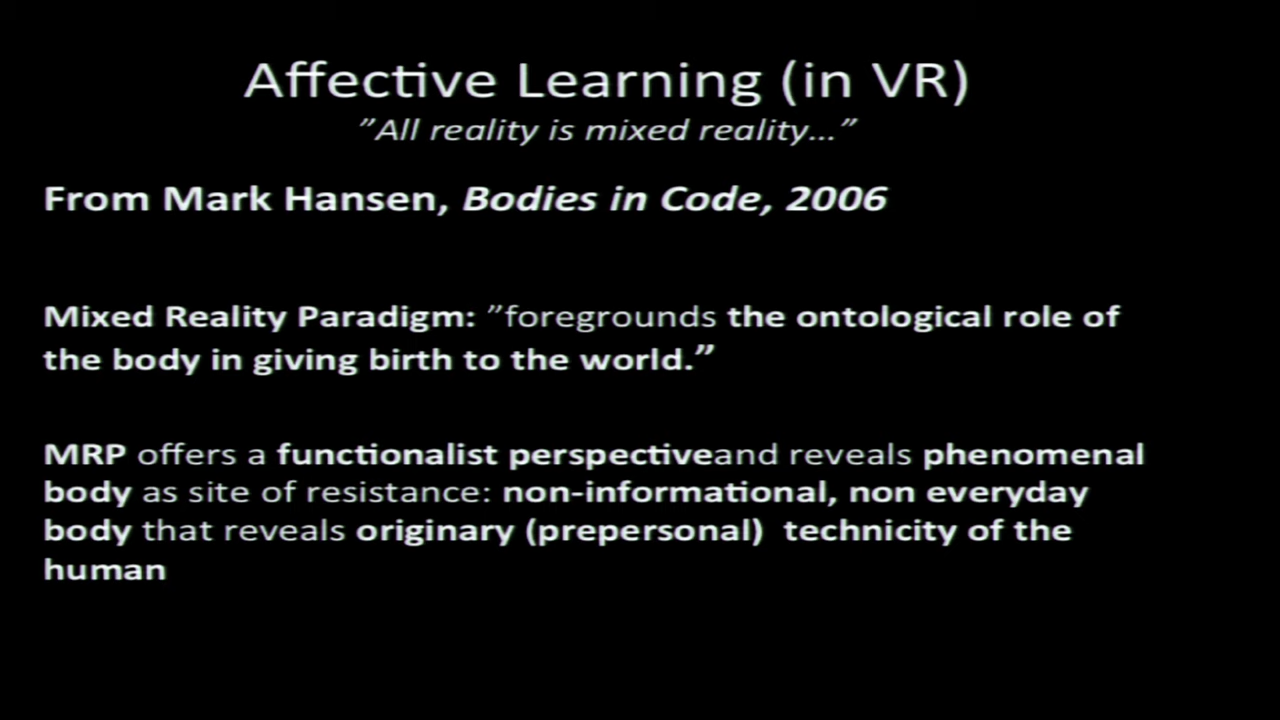 Affective Learning (in VR)
”All reality is mixed reality...”
From Mark Hansen, Bodies in Code, 2006
Mixed Reality Paradigm: ”foregrounds the ontological role of
the body in giving birth to the world.”
MRP offers a functionalist perspectiveand reveals phenomenal
body as site of resistance: non-informational, non everyday
body that reveals originary (prepersonal)  technicity of the
human